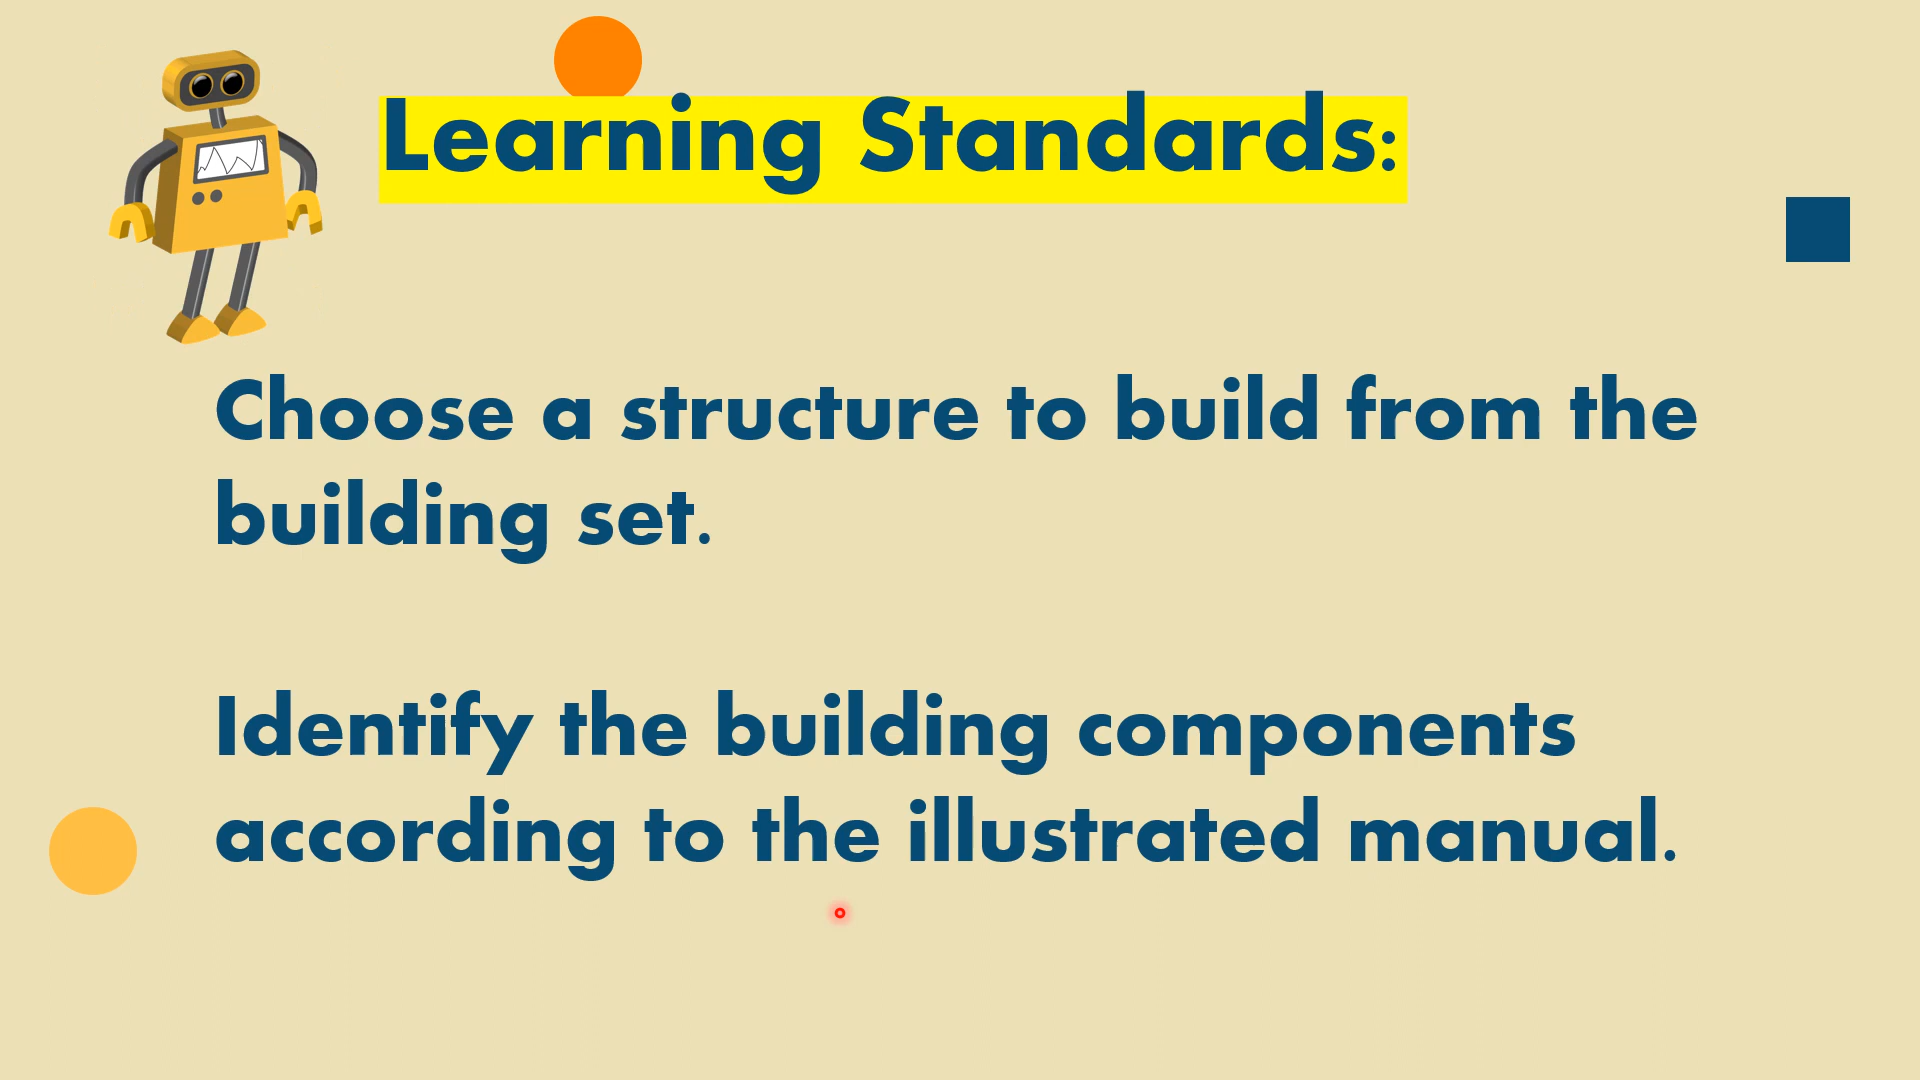 Learning Standards:
Choose a structure to build from the
building set.
Identify the building components
according to the illustrated manual.